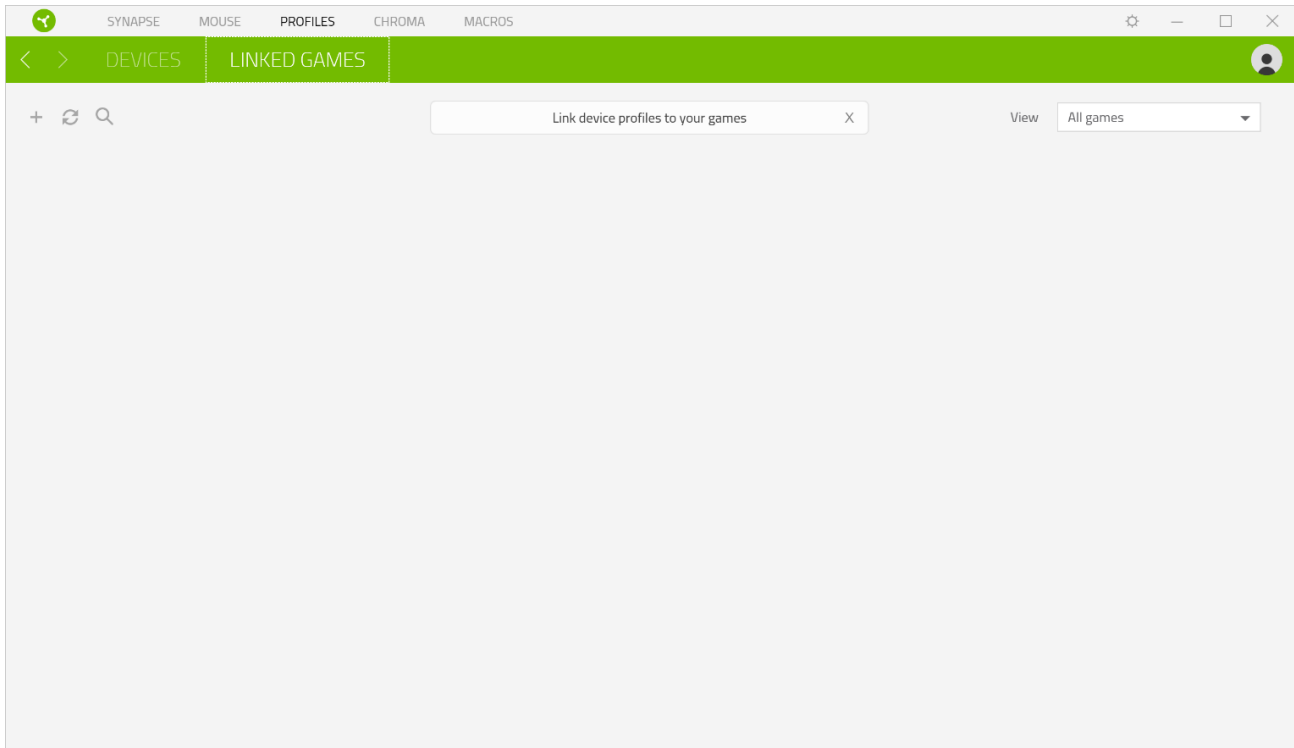 SYNAPSE MOUSE PROFILES CHROMA MACROS
DEVICES LINKED GAMES
Link device profiles to your games X View All games